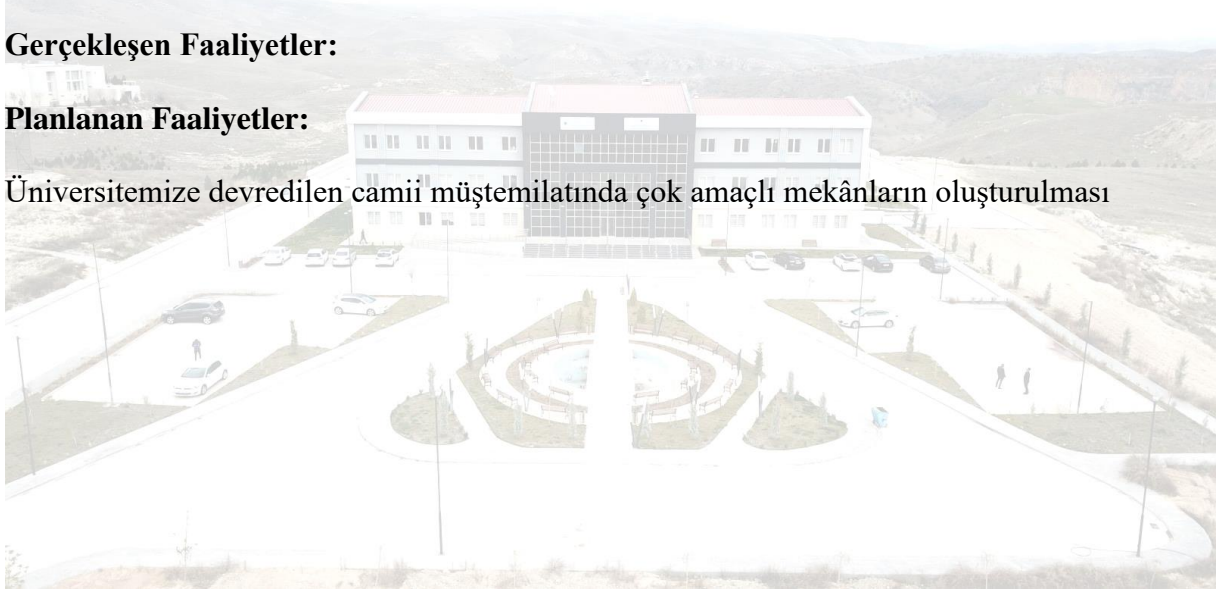 Gerçekleşen Faaliyetler:
Planlanan Faaliyetler:
Üniversitemize devredilen camii müştemilatında çok amaçlı mekânların oluşturulması